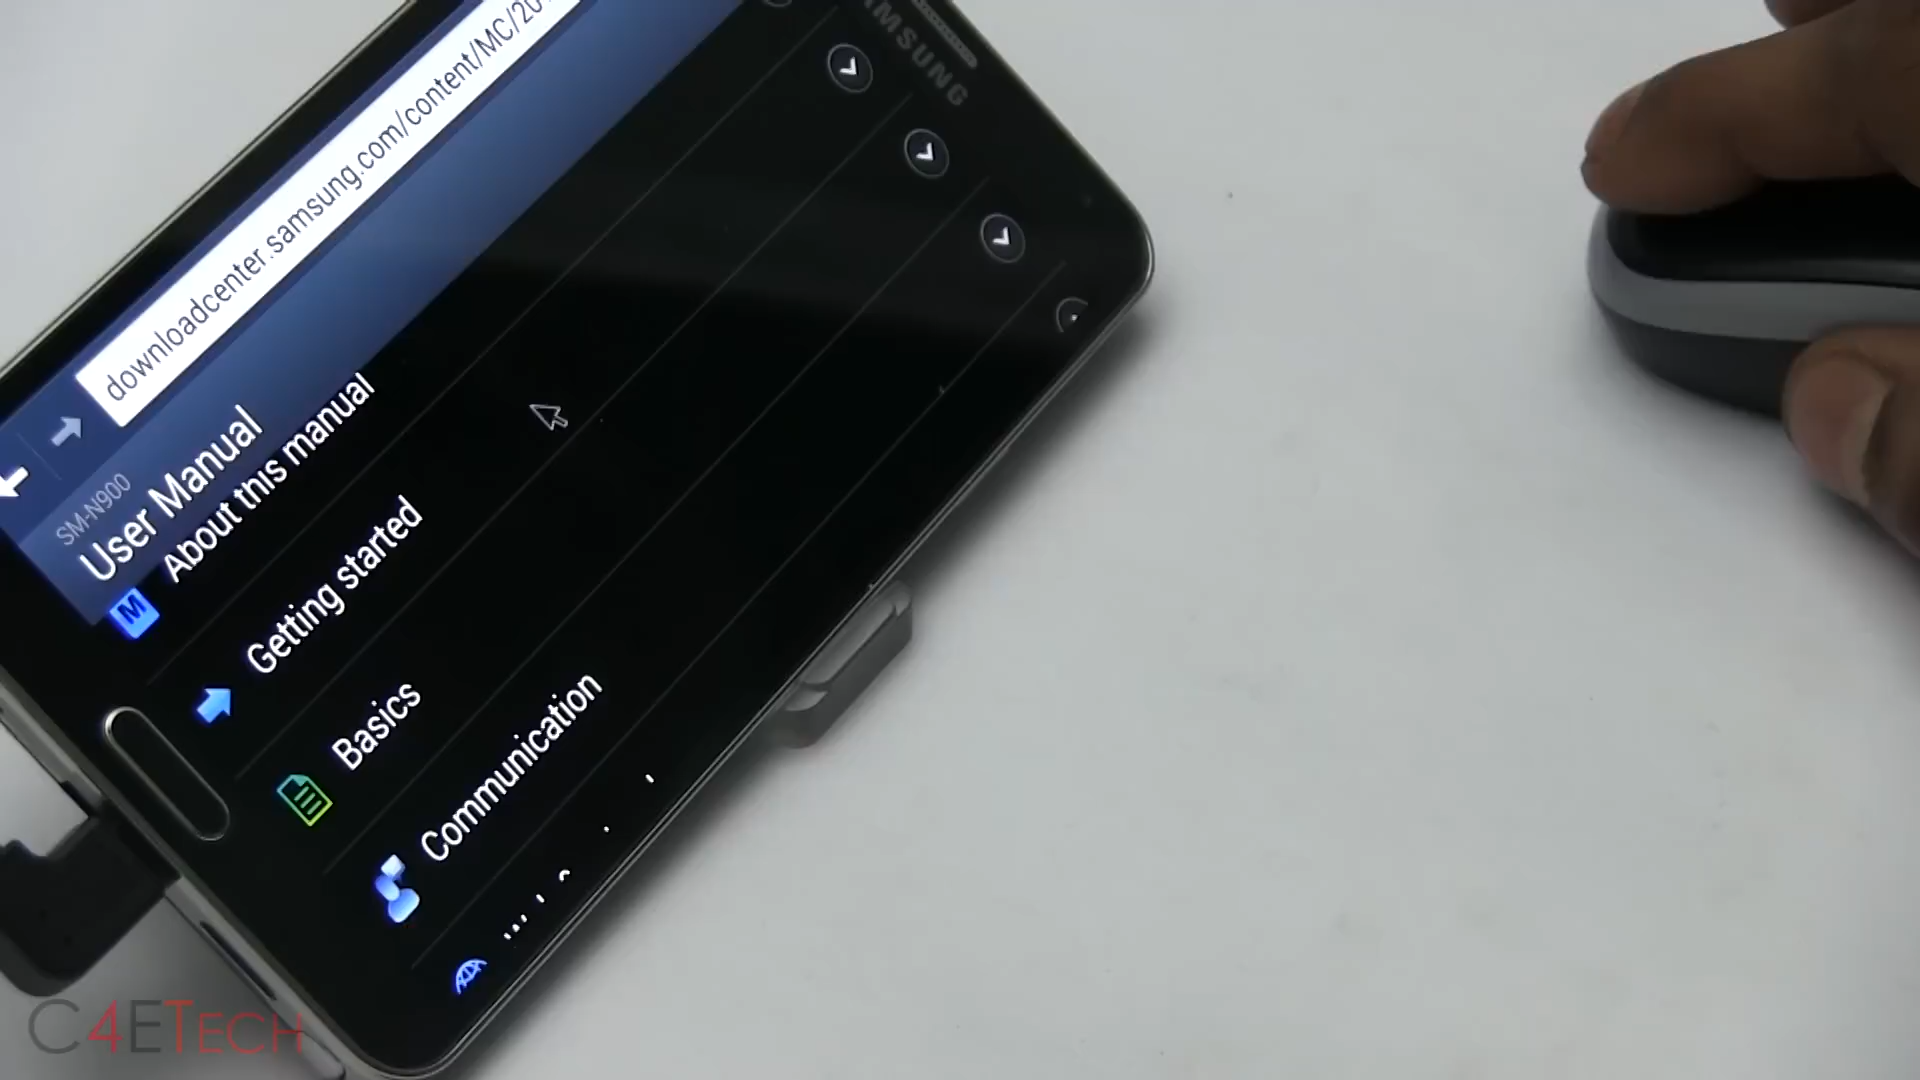 SAMSUNG
downloadcenter.samsung.com/content/MC/20
SM-N900
User Manual
M
About this manual
Getting started
Basics
Communication
C4ETECH